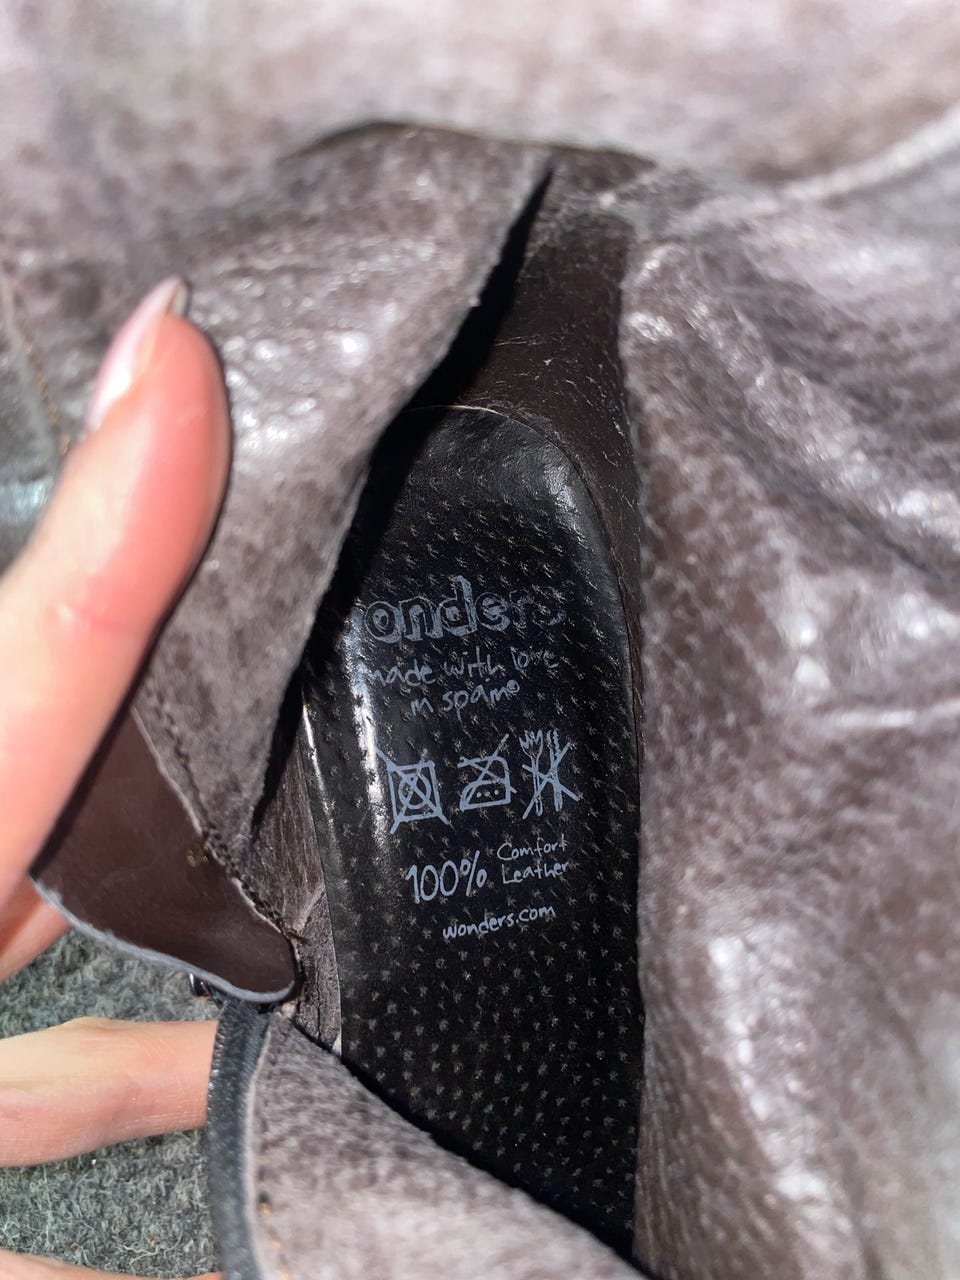 wonders
made with love
in spain®
100% Comfort
Leather
wonders.com